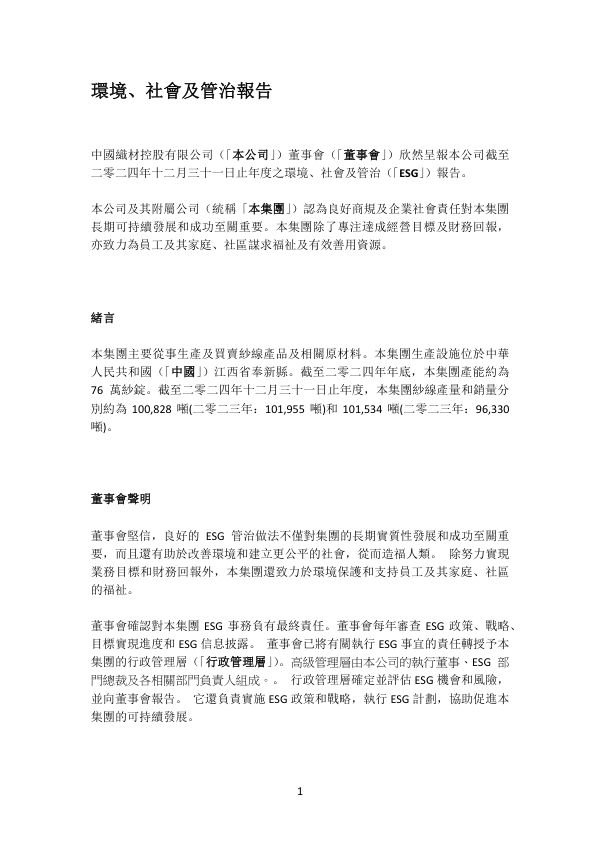 環境、社會及管治報告
中國織材控股有限公司（「本公司」）董事會（「董事會」）欣然呈報本公司截至
二零二四年十二月三十一日止年度之環境、社會及管治（「ESG」）報告。
本公司及其附屬公司（統稱「本集團」）認為良好商規及企業社會責任對本集團
長期可持續發展和成功至關重要。本集團除了專注達成經營目標及財務回報，
亦致力為員工及其家庭、社區謀求福祉及有效善用資源。
緒言
本集團主要從事生產及買賣紗線產品及相關原材料。本集團生產設施位於中華
人民共和國（「中國」）江西省奉新縣。截至二零二四年年底，本集團產能約為
76 萬紗錠。截至二零二四年十二月三十一日止年度，本集團紗線產量和銷量分
別約為 100,828 噸(二零二三年：101,955 噸)和 101,534 噸(二零二三年：96,330
噸)。
董事會聲明
董事會堅信，良好的 ESG 管治做法不僅對集團的長期實質性發展和成功至關重
要，而且還有助於改善環境和建立更公平的社會，從而造福人類。 除努力實現
業務目標和財務回報外，本集團還致力於環境保護和支持員工及其家庭、社區
的福祉。
董事會確認對本集團 ESG 事務負有最終責任。董事會每年審查 ESG 政策、戰略、
目標實現進度和 ESG 信息披露。 董事會已將有關執行 ESG 事宜的責任轉授予本
集團的行政管理層（「行政管理層」）。高級管理層由本公司的執行董事、ESG 部
門總裁及各相關部門負責人組成。。 行政管理層確定並評估 ESG 機會和風險，
並向董事會報告。 它還負責實施 ESG 政策和戰略，執行 ESG 計劃，協助促進本
集團的可持續發展。
1